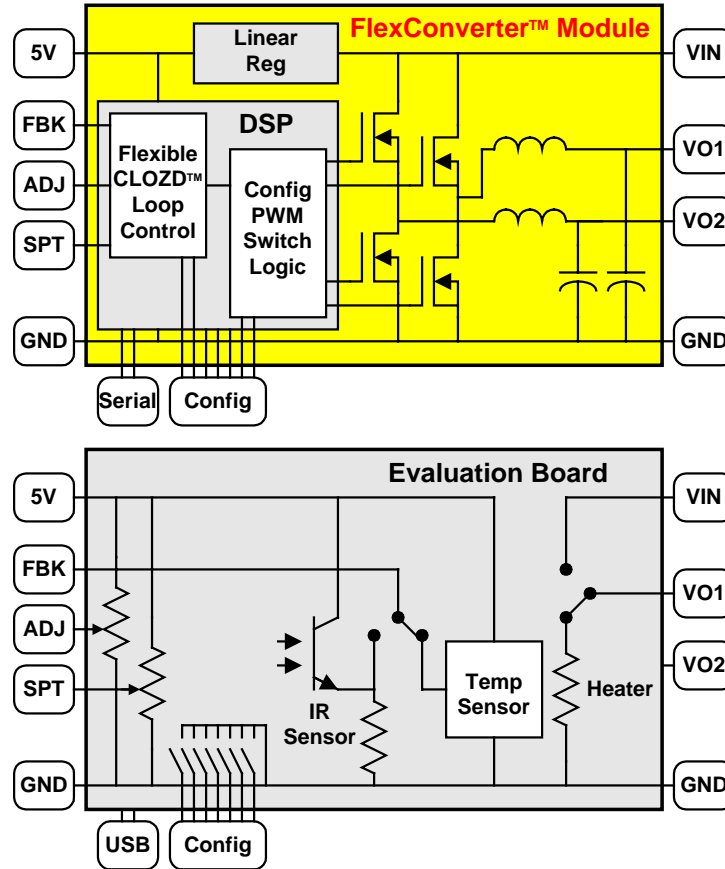 FlexConverter™ Module
5V
Linear
Reg
VIN
FBK
DSP
Flexible
CLOZD™
Loop
Control
VO1
ADJ
Config
PWM
Switch
Logic
VO2
SPT
GND
GND
Serial
Config
Evaluation Board
5V
VIN
FBK
VO1
ADJ
VO2
SPT
Temp
Sensor
Heater
IR
Sensor
GND
GND
USB
Config